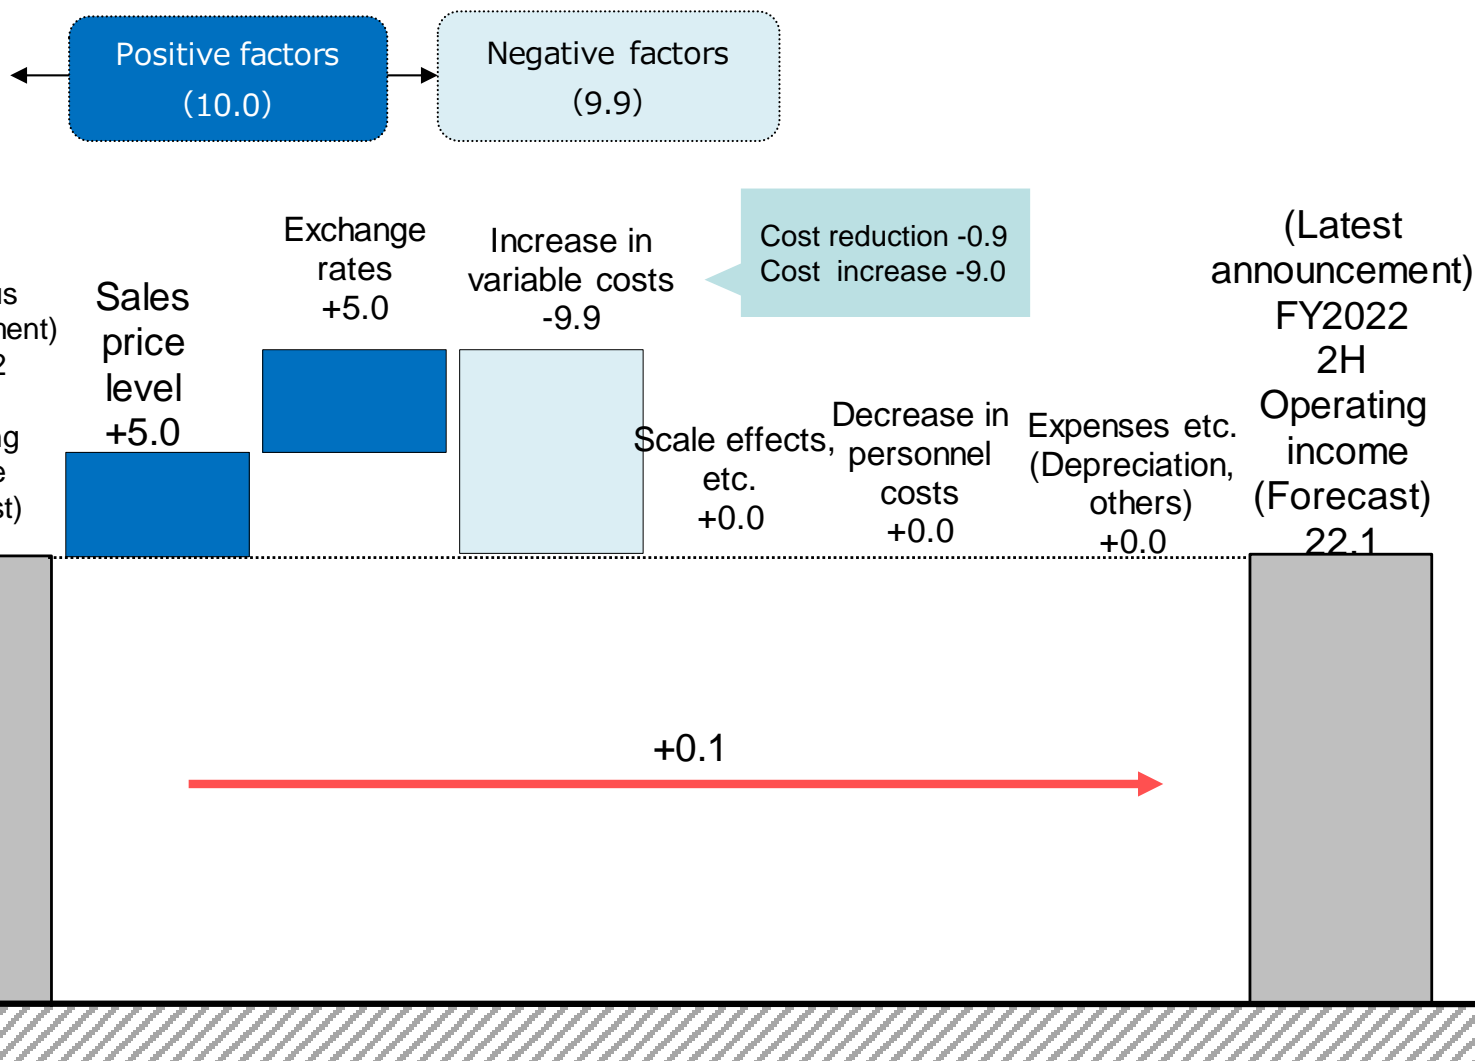 Positive factors
（10.0）
Negative factors
（9.9）
Sales
price
level
+5.0
Exchange
rates
+5.0
Increase in
variable costs
-9.9
Cost reduction -0.9
Cost increase -9.0
Scale effects,
etc.
+0.0
Decrease in
personnel
costs
+0.0
Expenses etc.
(Depreciation,
others)
+0.0
(Latest
announcement)
FY2022
2H
Operating
income
(Forecast)
22.1
+0.1